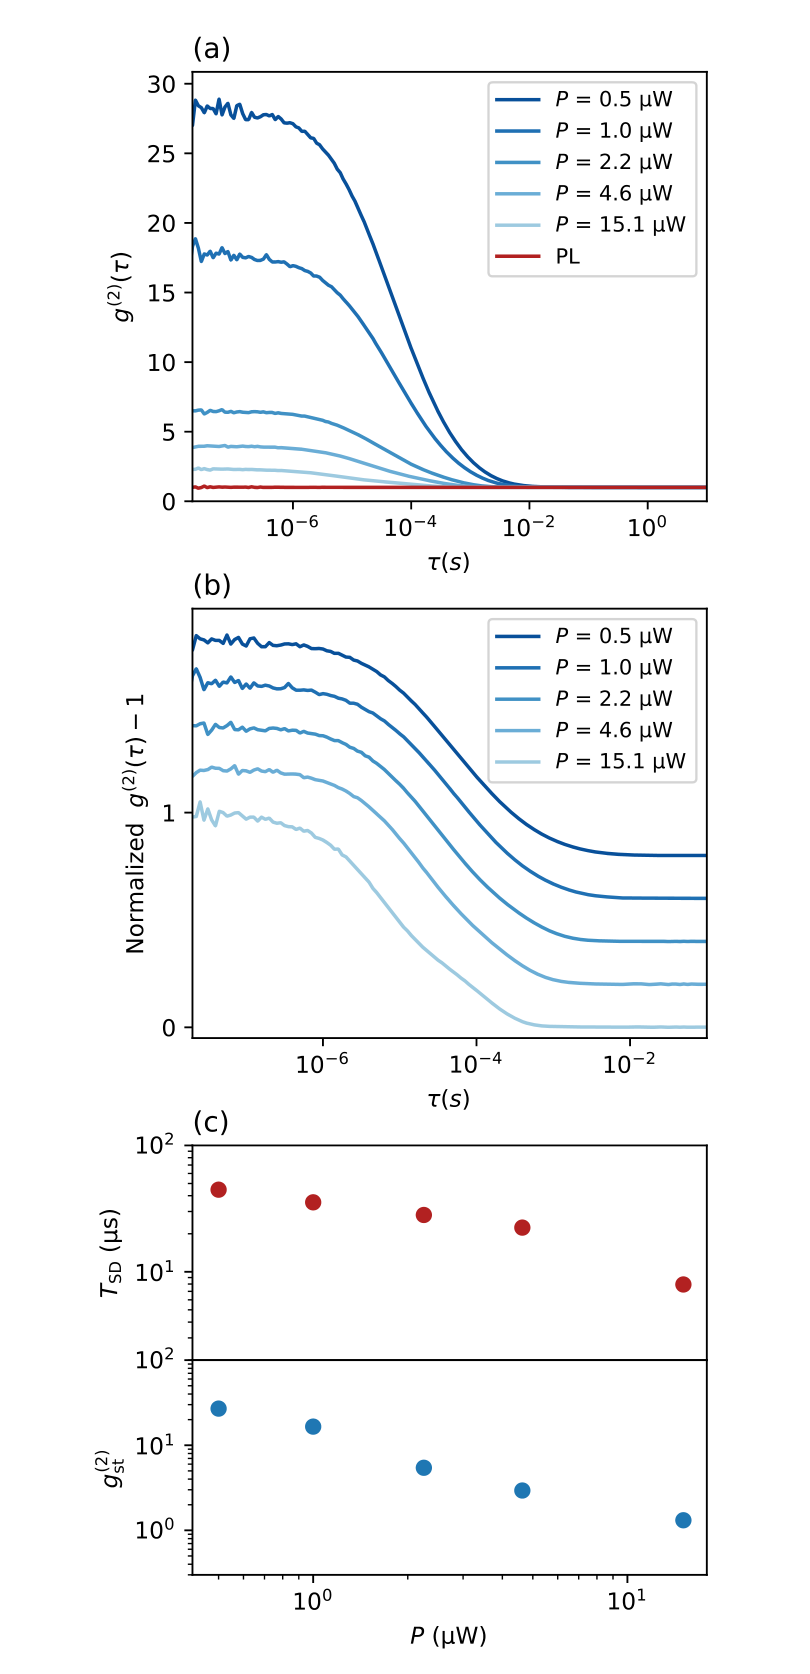 (a)
30
25
20
15
10
5
0
g⁽²⁾(τ)
P = 0.5 μW
P = 1.0 μW
P = 2.2 μW
P = 4.6 μW
P = 15.1 μW
PL
10⁻⁶ 10⁻⁴ 10⁻² 10⁰
τ(s)
(b)
Normalized g⁽²⁾(τ) − 1
1
0
P = 0.5 μW
P = 1.0 μW
P = 2.2 μW
P = 4.6 μW
P = 15.1 μW
10⁻⁶ 10⁻⁴ 10⁻²
τ(s)
(c)
10²
10¹
T_SD (μs)
10²
10¹
10⁰
g_st⁽²⁾
10⁰ 10¹
P (μW)